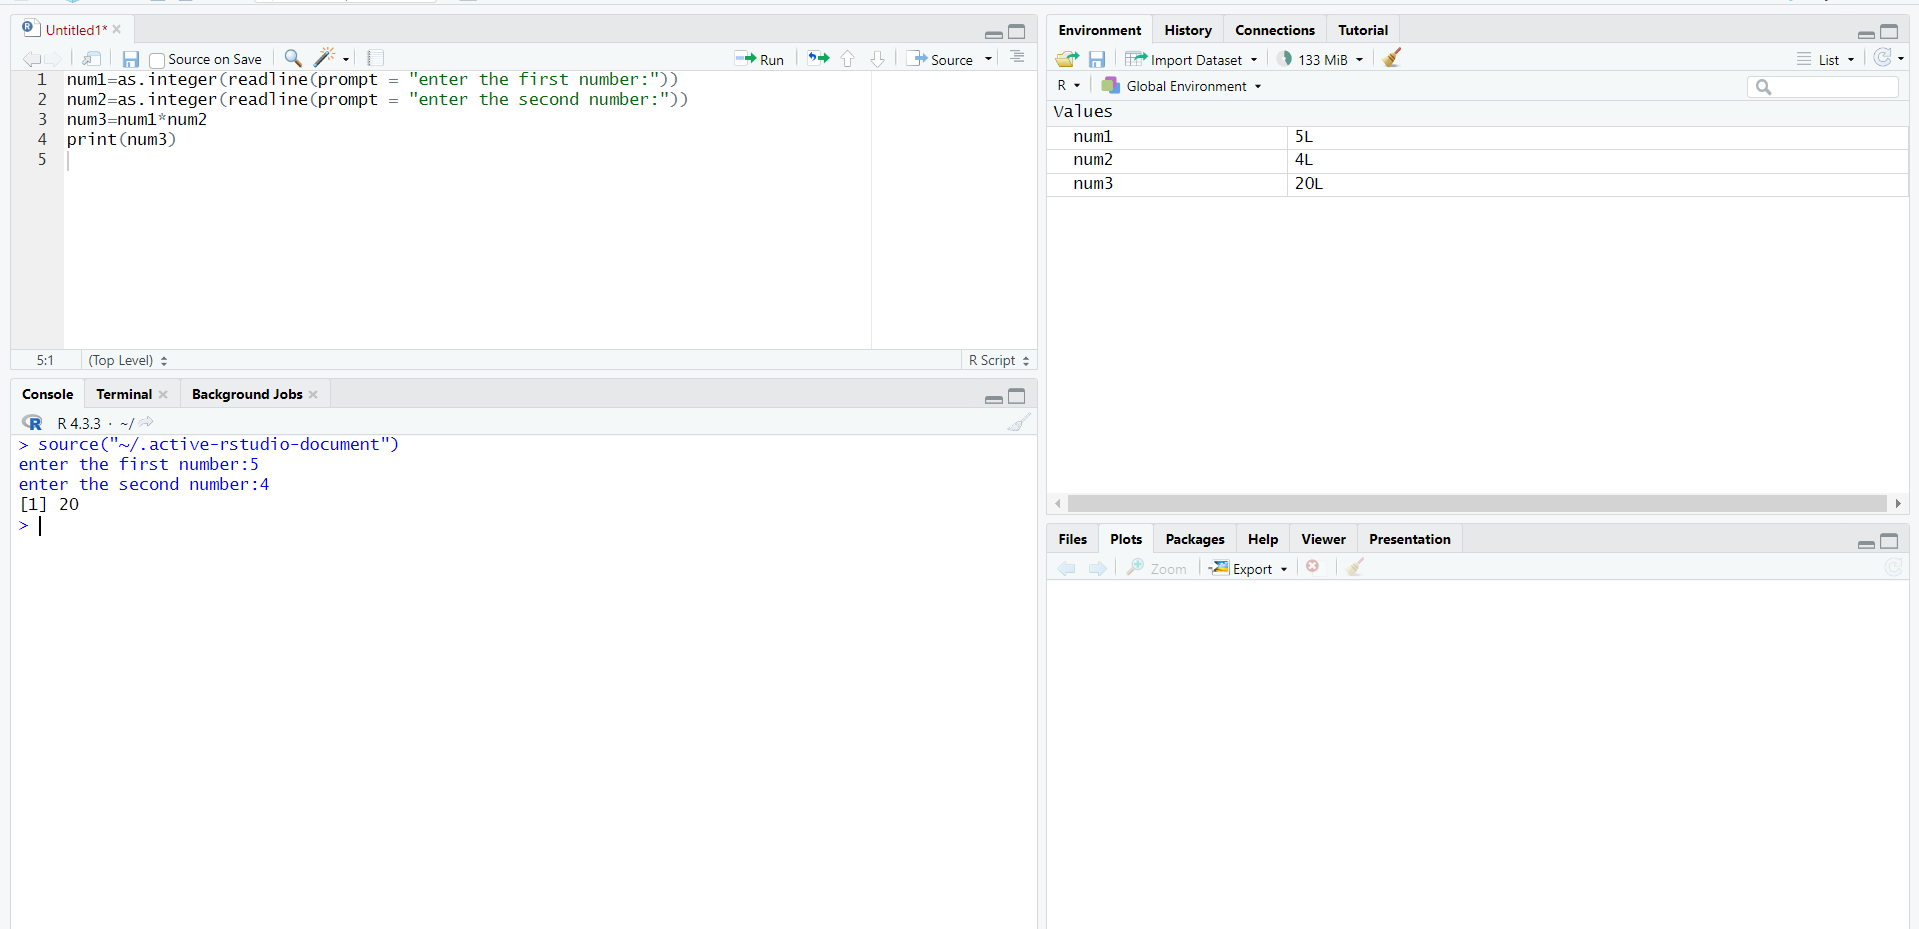 Untitled1*
Source on Save
Run
Source
1 num1=as.integer(readline(prompt = "enter the first number:"))
2 num2=as.integer(readline(prompt = "enter the second number:"))
3 num3=num1*num2
4 print(num3)
5
5:1 (Top Level) R Script
Console Terminal Background Jobs
R R 4.3.3 · ~/
> source("~/.active-rstudio-document")
enter the first number:5
enter the second number:4
[1] 20
>
Environment History Connections Tutorial
Import Dataset 133 MiB List
R Global Environment
Values
num1 5L
num2 4L
num3 20L
Files Plots Packages Help Viewer Presentation
Zoom Export